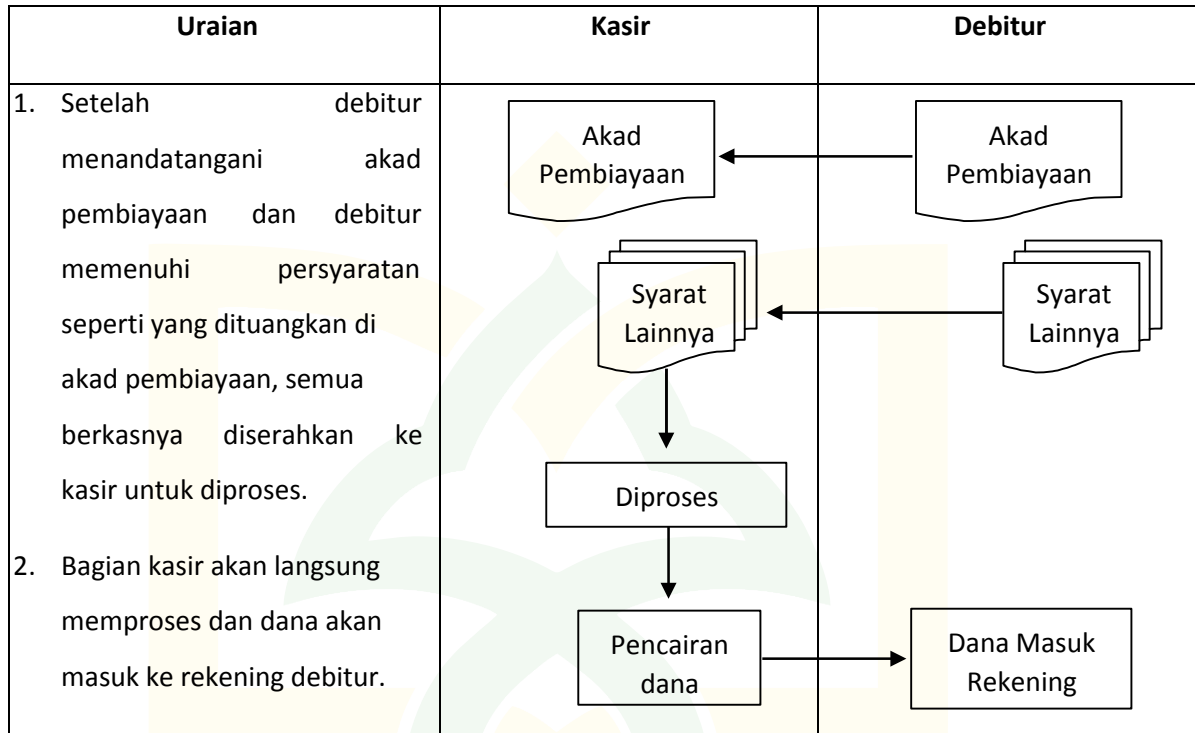 Uraian
Kasir
Debitur
1. Setelah debitur
menandatangani akad
pembiayaan dan debitur
memenuhi persyaratan
seperti yang dituangkan di
akad pembiayaan, semua
berkasnya diserahkan ke
kasir untuk diproses.
2. Bagian kasir akan langsung
memproses dan dana akan
masuk ke rekening debitur.
Akad
Pembiayaan
Akad
Pembiayaan
Syarat
Lainnya
Syarat
Lainnya
Diproses
Pencairan
dana
Dana Masuk
Rekening